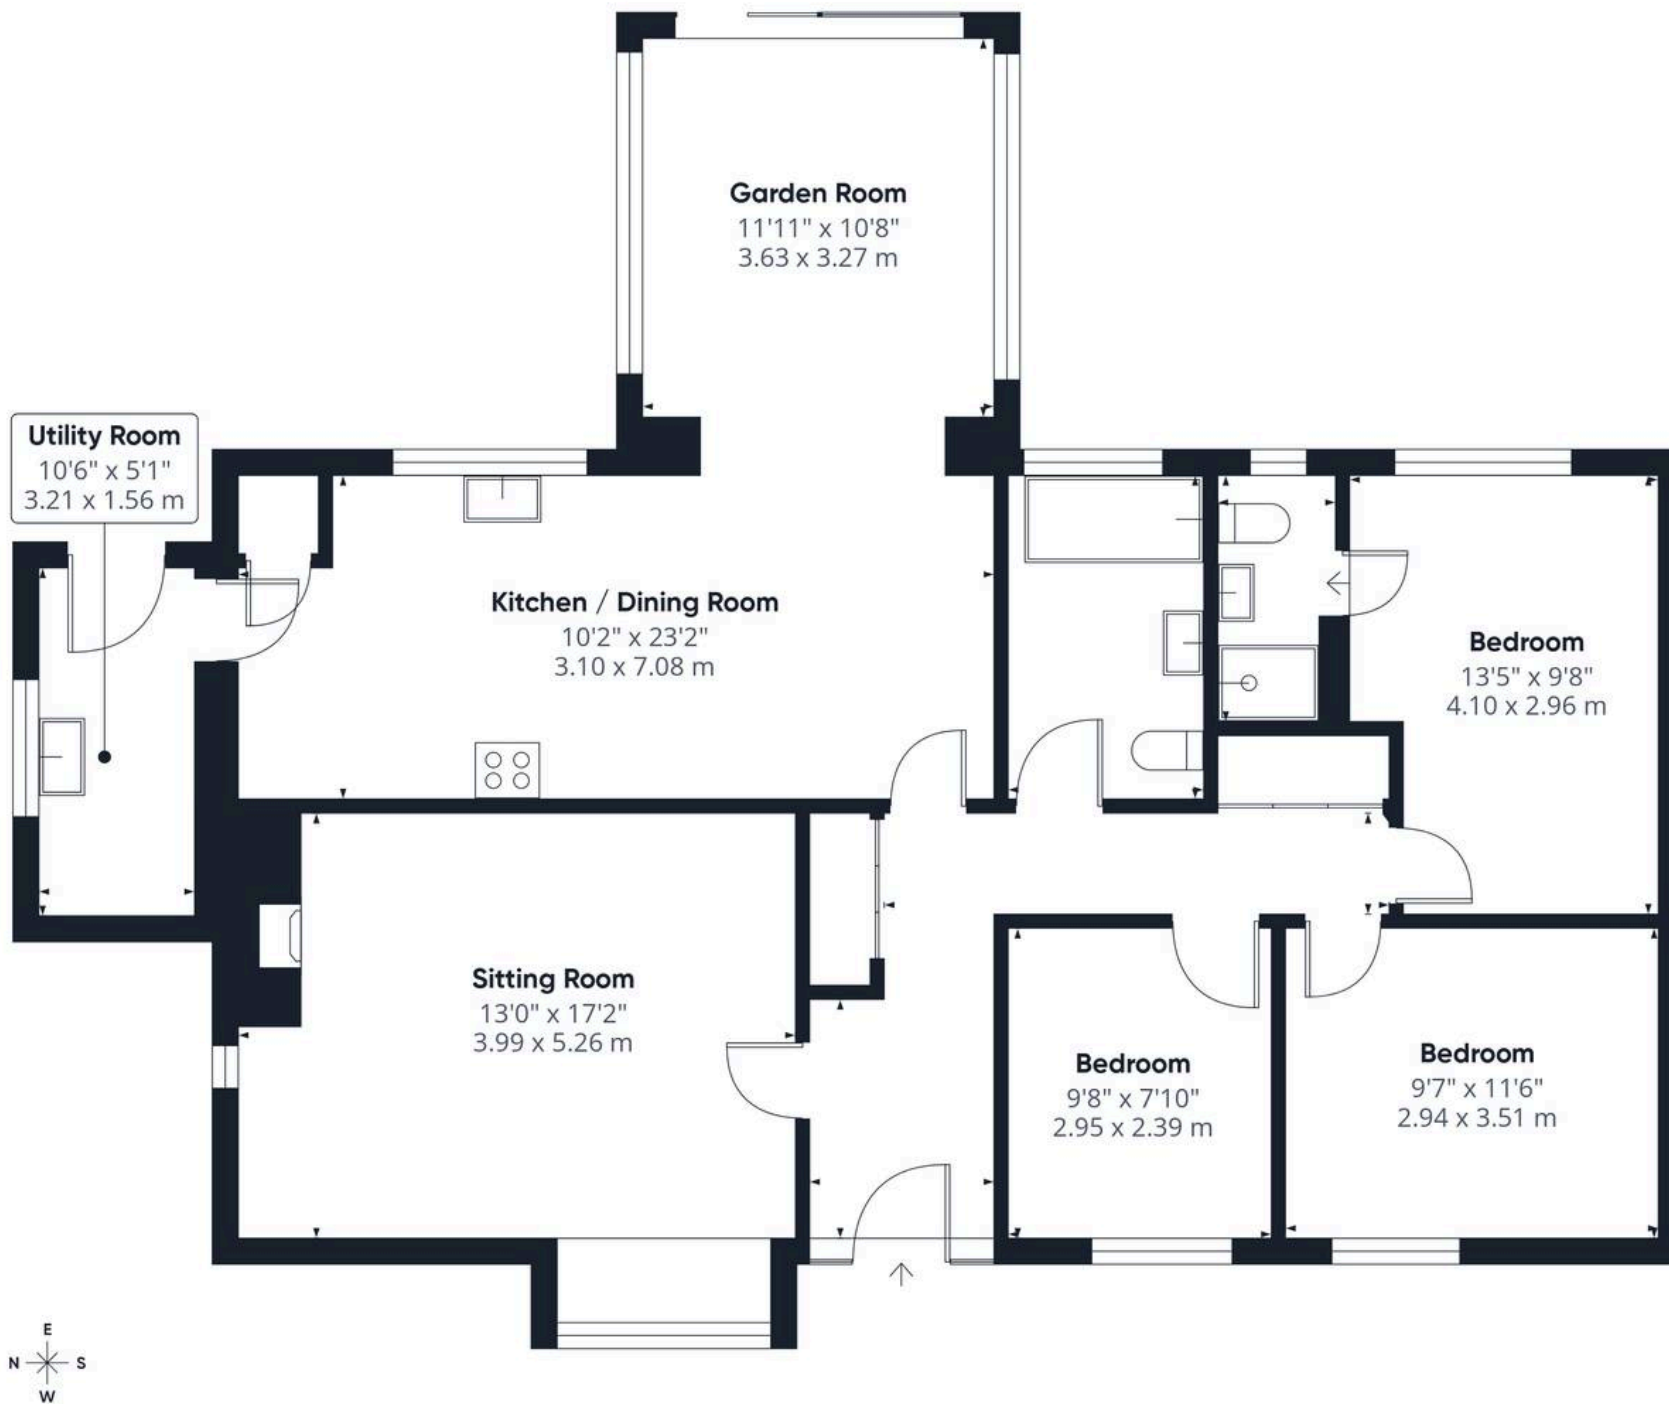 Garden Room
11'11" x 10'8"
3.63 x 3.27 m
Utility Room
10'6" x 5'1"
3.21 x 1.56 m
Kitchen / Dining Room
10'2" x 23'2"
3.10 x 7.08 m
Bedroom
13'5" x 9'8"
4.10 x 2.96 m
Sitting Room
13'0" x 17'2"
3.99 x 5.26 m
Bedroom
9'8" x 7'10"
2.95 x 2.39 m
Bedroom
9'7" x 11'6"
2.94 x 3.51 m
E
N S
W